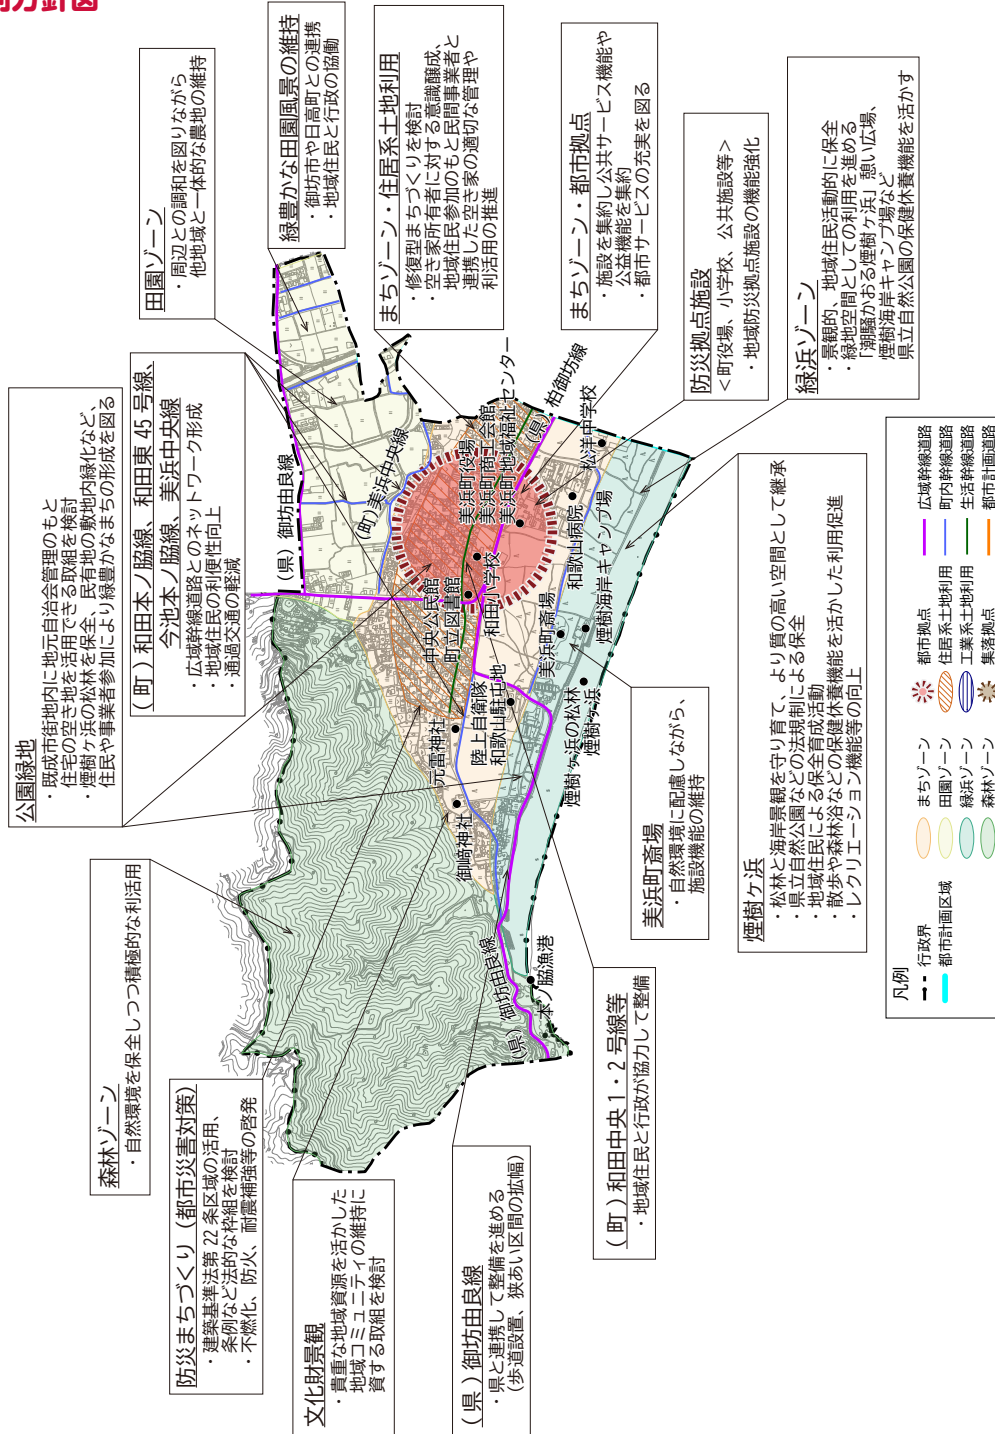 方針図
公園緑地
・既成市街地内に地元自治会管理のもと
住宅の空き地を活用できる取組を検討
・煙樹ヶ浜の松林を保全、民有地の敷地内緑化など、
住民や事業者参加により緑豊かなまちの形成を図る
(町)和田本ノ脇線、和田東45号線、
今池本ノ脇線、美浜中央線
・広域幹線道路とのネットワーク形成
・地域住民の利便性向上
・通過交通の軽減
田園ゾーン
・周辺との調和を図りながら
他地域と一体的な農地の維持
緑豊かな田園風景の維持
・御坊市や日高町との連携
・地域住民と行政の協働
まちゾーン・住居系土地利用
・修復型まちづくりを検討
・空き家所有者に対する意識醸成、
地域住民参加のもと民間事業者と
連携した空き家の適切な管理や
利活用の推進
まちゾーン・都市拠点
・施設を集約し公共サービス機能や
公益機能を集約
・都市サービスの充実を図る
防災拠点施設
＜町役場、小学校、公共施設等＞
・地域防災拠点施設の機能強化
緑浜ゾーン
・景観的、地域住民活動的に保全
・緑地空間としての利用を進める
「潮騒かおる煙樹ヶ浜」憩い広場、
煙樹海岸キャンプ場など
県立自然公園の保健休養機能を活かす
森林ゾーン
・自然環境を保全しつつ積極的な利活用
防災まちづくり（都市災害対策）
・建築基準法第22条区域の活用、
条例など法的な枠組を検討
・不燃化、防火、耐震補強等の啓発
文化財景観
・貴重な地域資源を活かした
地域コミュニティの維持に
資する取組を検討
(県)御坊由良線
・県と連携して整備を進める
(歩道設置、狭あい区間の拡幅)
(町)和田中央1・2号線等
・地域住民と行政が協力して整備
美浜町斎場
・自然環境に配慮しながら、
施設機能の維持
煙樹ヶ浜
・松林と海岸景観を守り育て、より質の高い空間として継承
・県立自然公園などの法規制による保全
・地域住民による保全育成活動
・散歩や森林浴などの保健休養機能を活かした利用促進
・レクリエーション機能等の向上
(県)御坊由良線
(町)美浜中央線
美浜町役場
美浜町商工会館
美浜町地域福祉センター
(県)柏御坊線
松洋中学校
中央公民館
町立図書館
和田小学校
和歌山病院
元雷神社
御﨑神社
陸上自衛隊
和歌山駐屯地
美浜町斎場
煙樹海岸キャンプ場
煙樹ヶ浜の松林
煙樹ヶ浜
(県)御坊由良線
本ノ脇漁港
凡例
行政界
都市計画区域
まちゾーン
田園ゾーン
緑浜ゾーン
森林ゾーン
都市拠点
住居系土地利用
工業系土地利用
集落拠点
広域幹線道路
町内幹線道路
生活幹線道路
都市計画道路